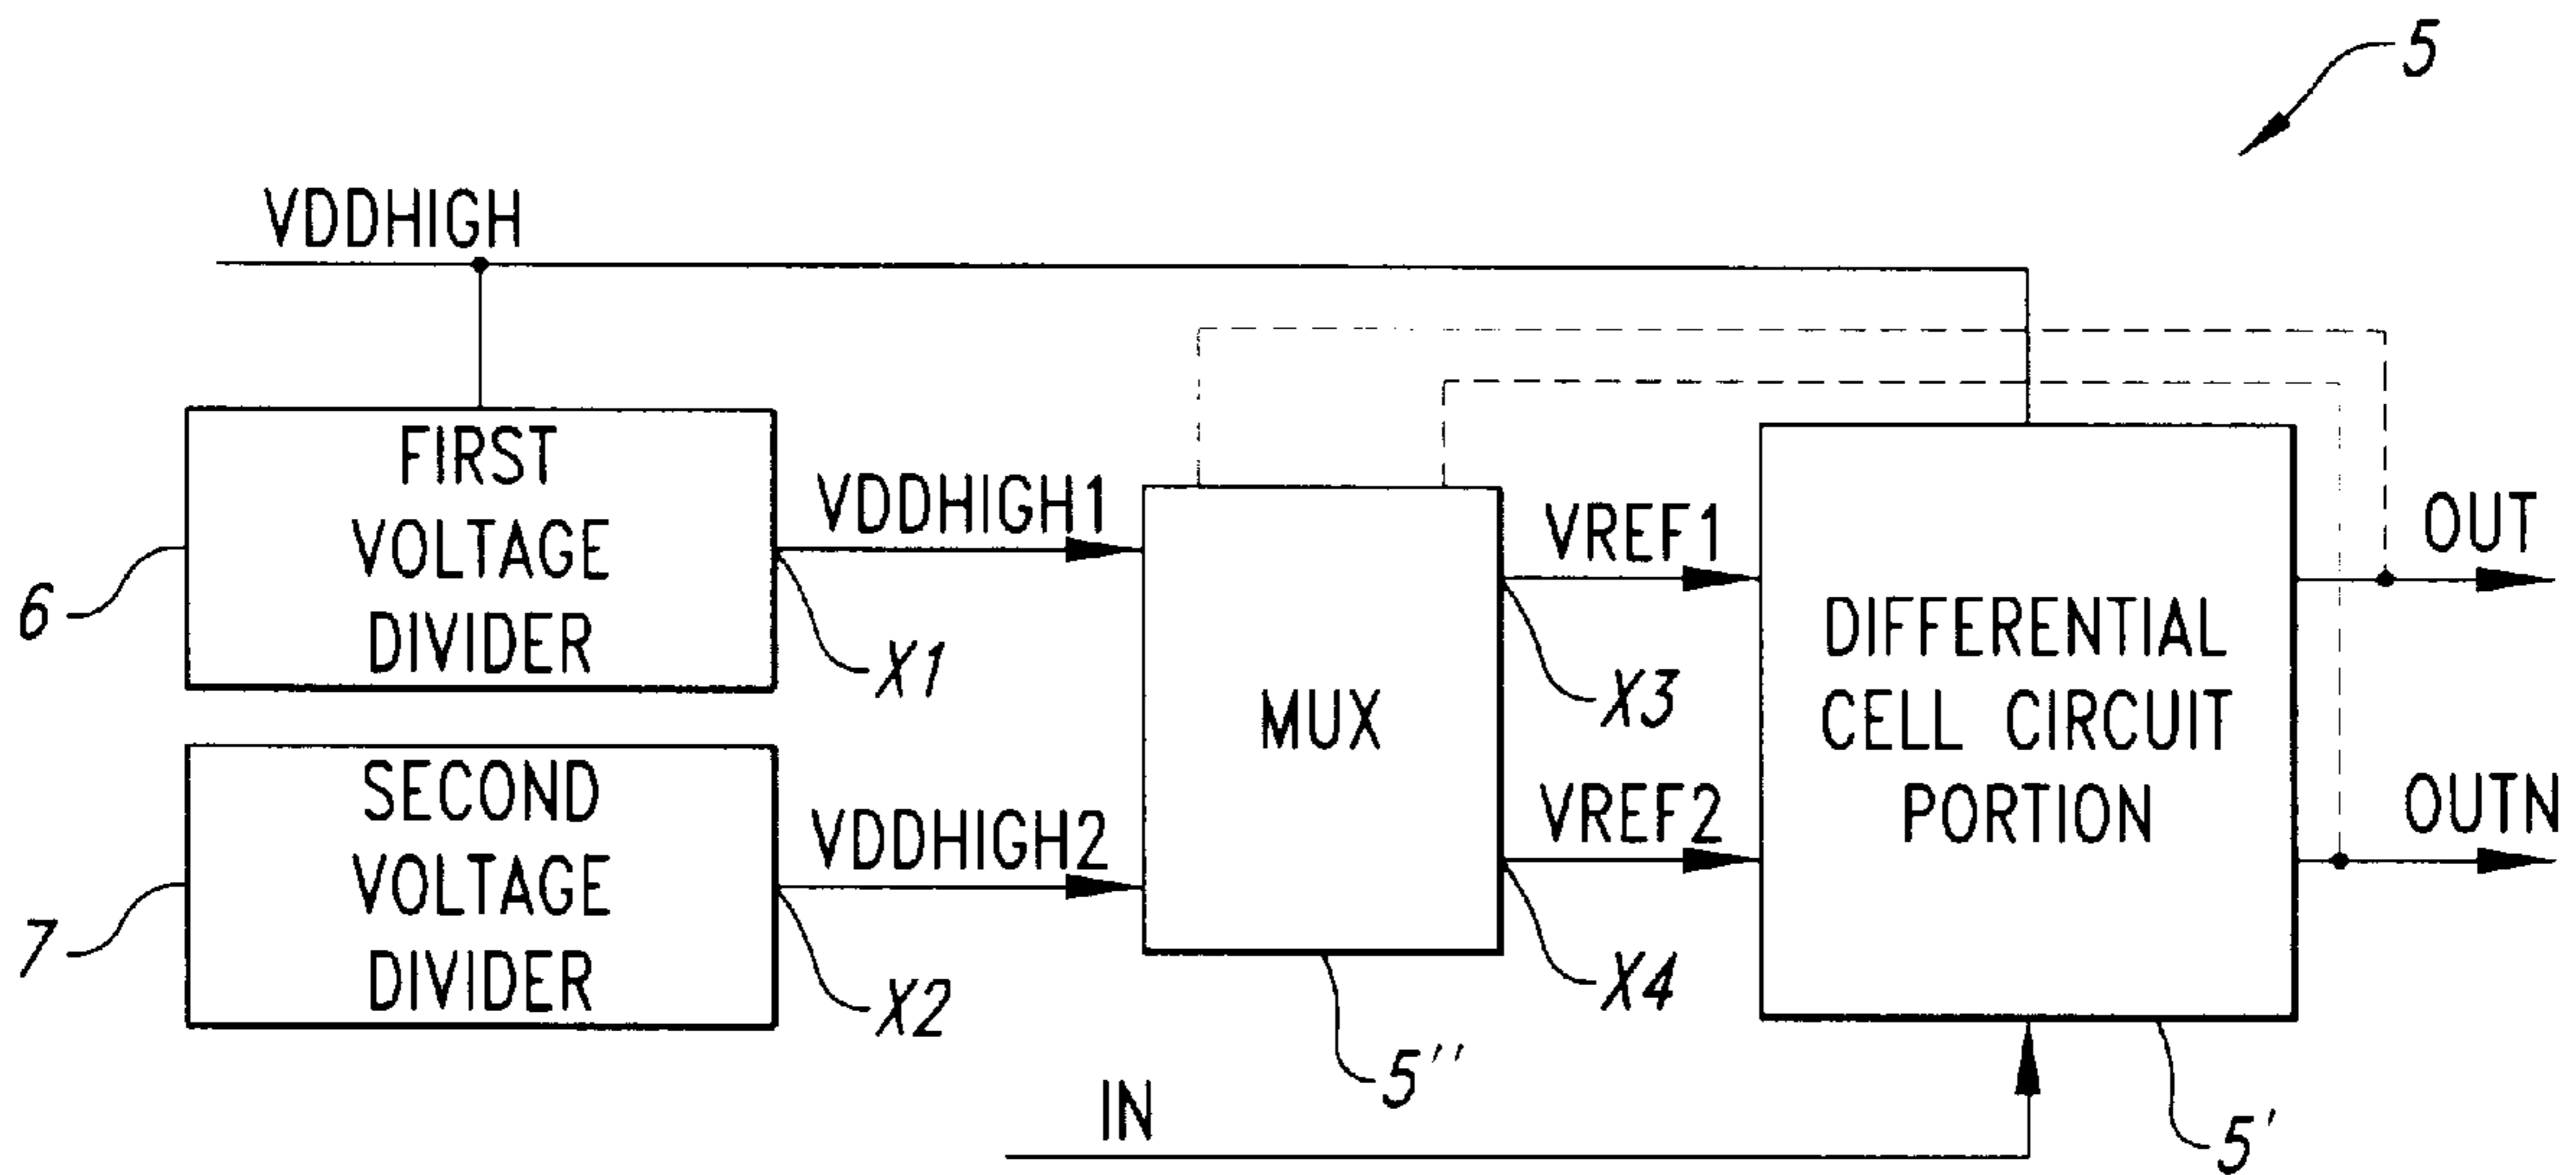 5
VDDHIGH
FIRST
VOLTAGE
DIVIDER
6
VDDHIGH1
X1
SECOND
VOLTAGE
DIVIDER
7
VDDHIGH2
X2
MUX
5''
VREF1
X3
VREF2
X4
DIFFERENTIAL
CELL CIRCUIT
PORTION
5'
OUT
OUTN
IN